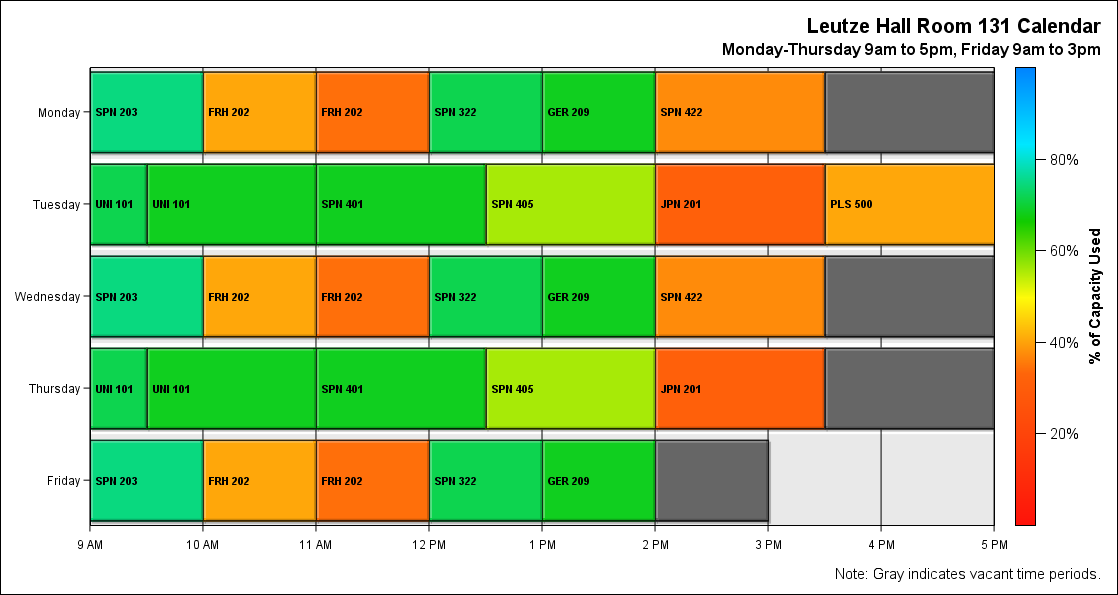 Leutze Hall Room 131 Calendar
Monday-Thursday 9am to 5pm, Friday 9am to 3pm
Monday SPN 203 FRH 202 FRH 202 SPN 322 GER 209 SPN 422
80%
Tuesday UNI 101 UNI 101 SPN 401 SPN 405 JPN 201 PLS 500
60%
% of Capacity Used
Wednesday SPN 203 FRH 202 FRH 202 SPN 322 GER 209 SPN 422
40%
Thursday UNI 101 UNI 101 SPN 401 SPN 405 JPN 201
20%
Friday SPN 203 FRH 202 FRH 202 SPN 322 GER 209
9 AM 10 AM 11 AM 12 PM 1 PM 2 PM 3 PM 4 PM 5 PM
Note: Gray indicates vacant time periods.